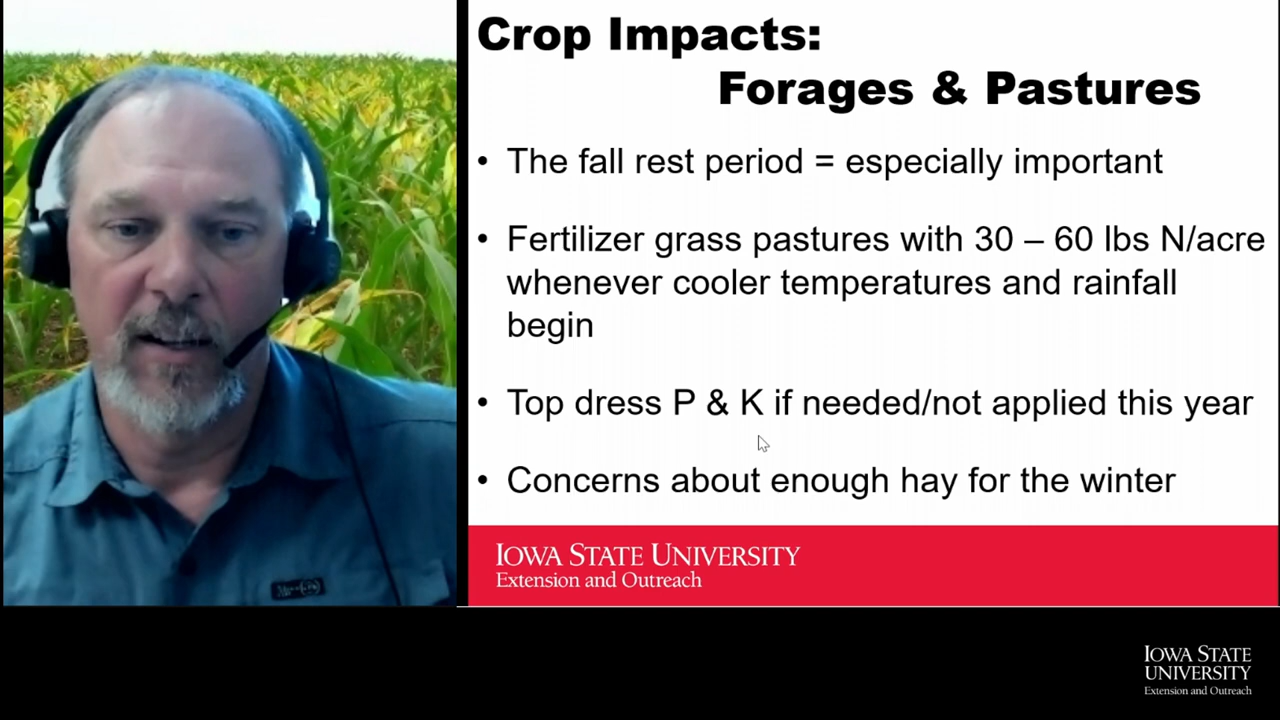 Crop Impacts:
Forages & Pastures
• The fall rest period = especially important
• Fertilizer grass pastures with 30 – 60 lbs N/acre
whenever cooler temperatures and rainfall
begin
• Top dress P & K if needed/not applied this year
• Concerns about enough hay for the winter
IOWA STATE UNIVERSITY
Extension and Outreach
IOWA STATE
UNIVERSITY
Extension and Outreach